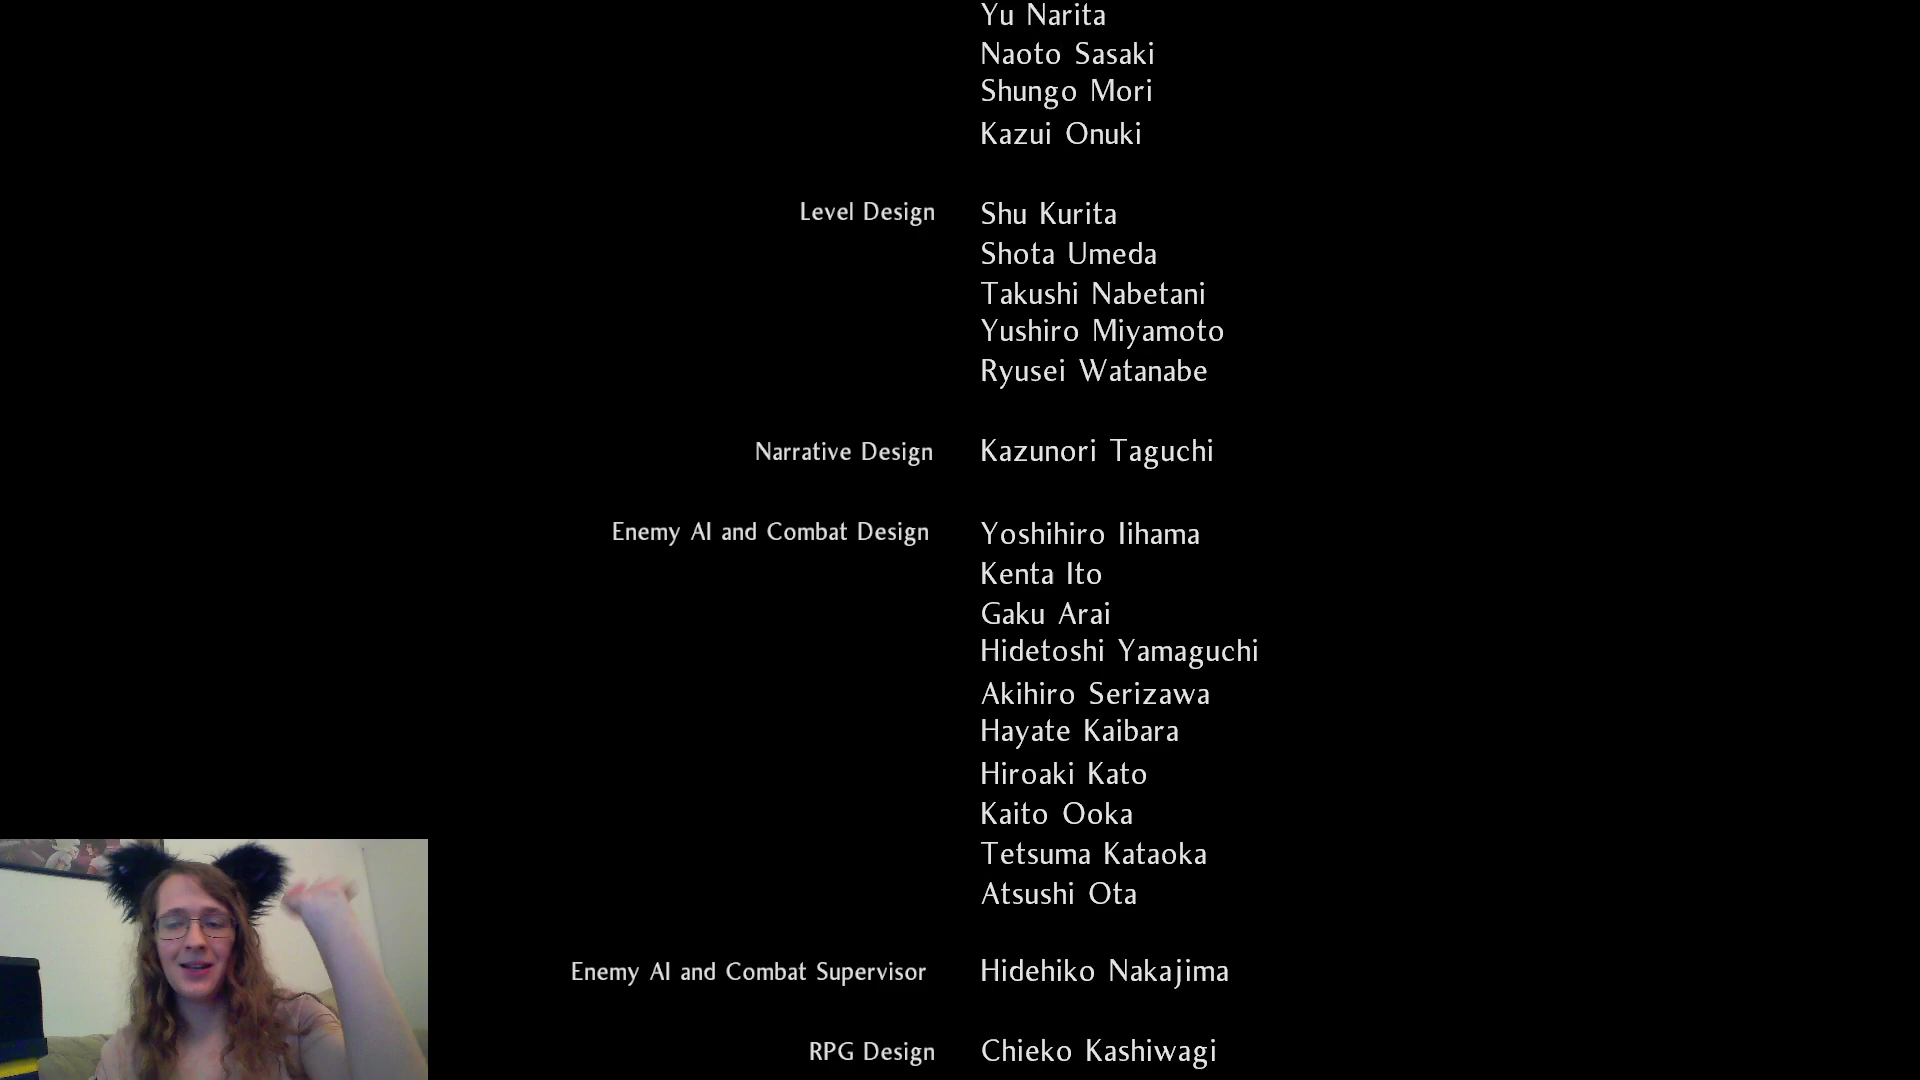 Yu Narita
Naoto Sasaki
Shungo Mori
Kazui Onuki
Level Design Shu Kurita
Shota Umeda
Takushi Nabetani
Yushiro Miyamoto
Ryusei Watanabe
Narrative Design Kazunori Taguchi
Enemy AI and Combat Design Yoshihiro Iihama
Kenta Ito
Gaku Arai
Hidetoshi Yamaguchi
Akihiro Serizawa
Hayate Kaibara
Hiroaki Kato
Kaito Ooka
Tetsuma Kataoka
Atsushi Ota
Enemy AI and Combat Supervisor Hidehiko Nakajima
RPG Design Chieko Kashiwagi